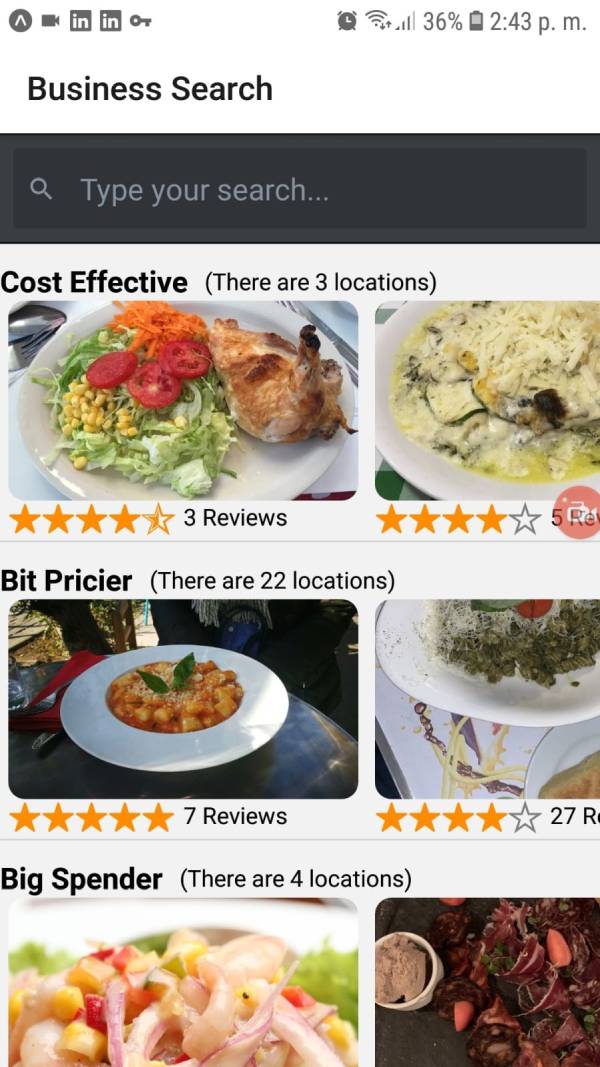 36% 2:43 p. m.
Business Search
Type your search...
Cost Effective (There are 3 locations)
3 Reviews 5
Bit Pricier (There are 22 locations)
7 Reviews 27
Big Spender (There are 4 locations)